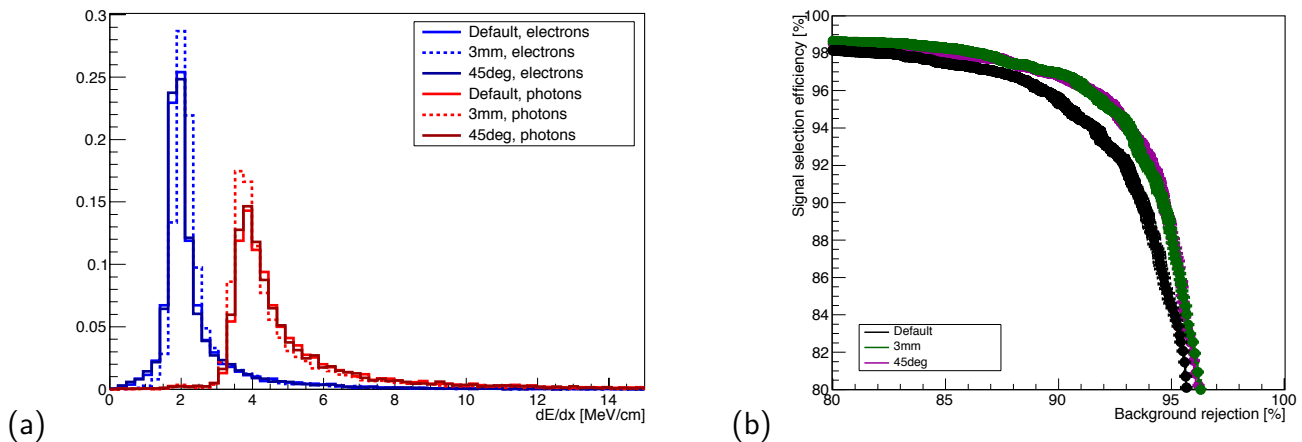 0.3
0.25
0.2
0.15
0.1
0.05
0
0 2 4 6 8 10 12 14
dE/dx [MeV/cm]
Default, electrons
3mm, electrons
45deg, electrons
Default, photons
3mm, photons
45deg, photons
(a)
Signal selection efficiency [%]
100
98
96
94
92
90
88
86
84
82
80
80 85 90 95 100
Background rejection [%]
Default
3mm
45deg
(b)